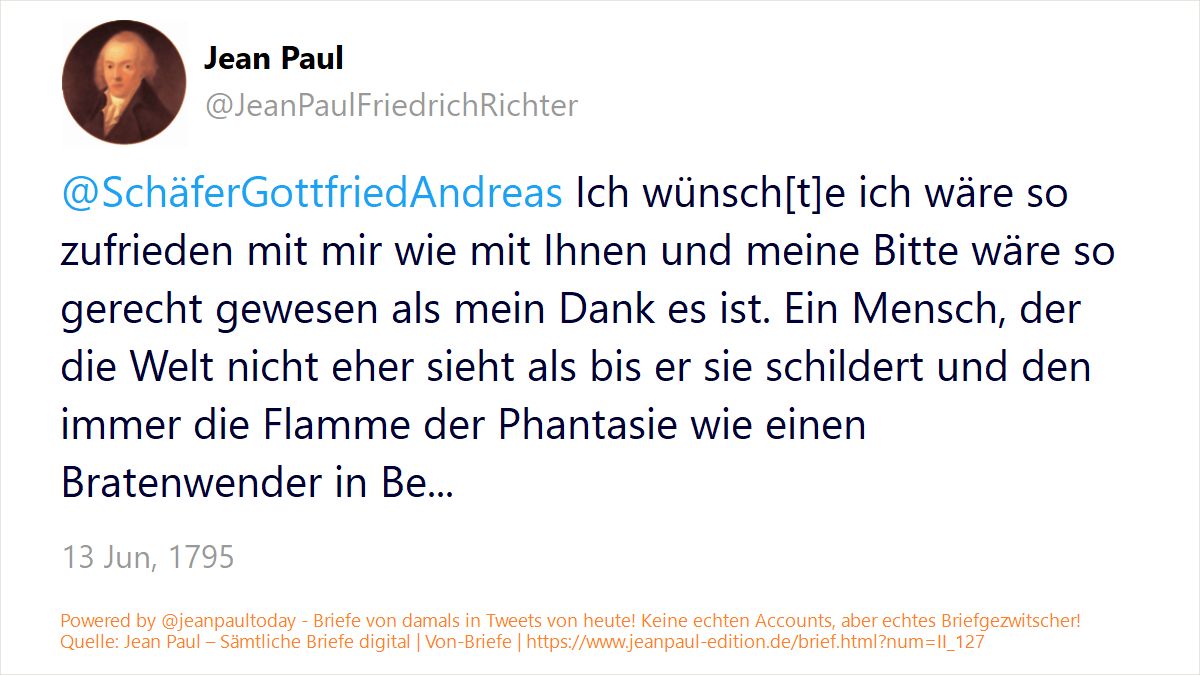 Jean Paul
@JeanPaulFriedrichRichter
@SchäferGottfriedAndreas Ich wünsch[t]e ich wäre so
zufrieden mit mir wie mit Ihnen und meine Bitte wäre so
gerecht gewesen als mein Dank es ist. Ein Mensch, der
die Welt nicht eher sieht als bis er sie schildert und den
immer die Flamme der Phantasie wie einen
Bratenwender in Be...
13 Jun, 1795
Powered by @jeanpaultoday - Briefe von damals in Tweets von heute! Keine echten Accounts, aber echtes Briefgezwitscher!
Quelle: Jean Paul – Sämtliche Briefe digital | Von-Briefe | https://www.jeanpaul-edition.de/brief.html?num=II_127